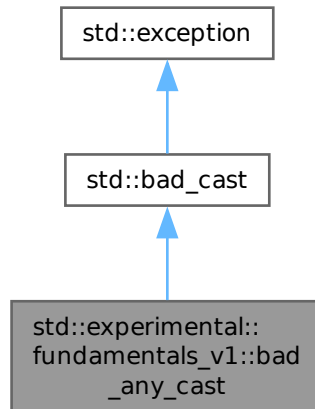 std::exception
std::bad_cast
std::experimental::
fundamentals_v1::bad
_any_cast